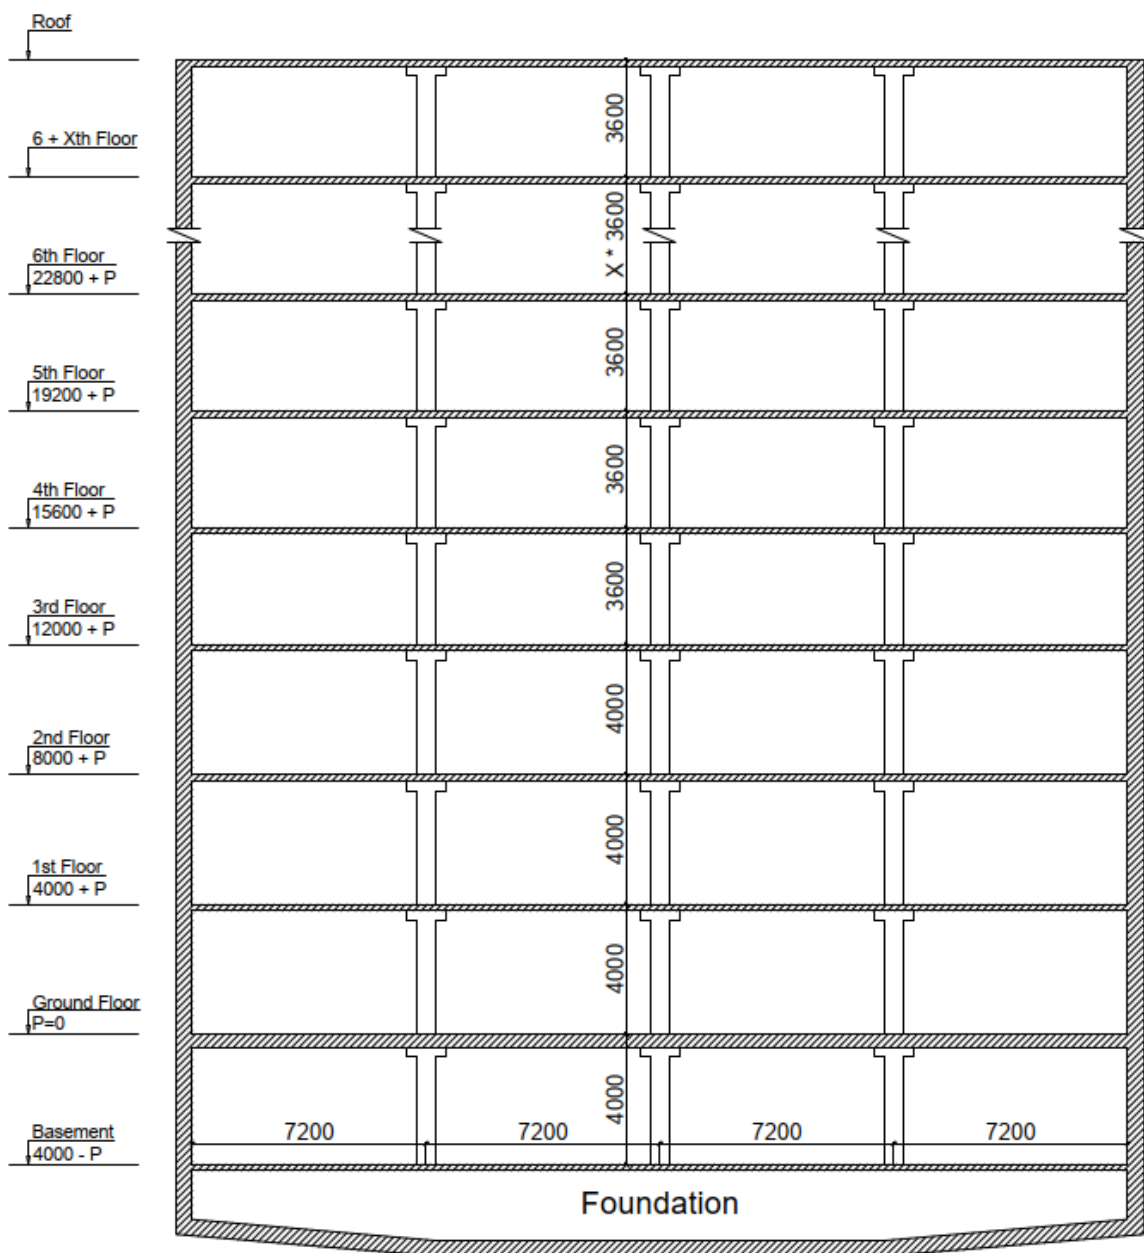 Roof
3600
6 + Xth Floor
X * 3600
6th Floor
22800 + P
3600
5th Floor
19200 + P
3600
4th Floor
15600 + P
3600
3rd Floor
12000 + P
4000
2nd Floor
8000 + P
4000
1st Floor
4000 + P
4000
Ground Floor
P=0
4000
Basement
4000 - P
7200 7200 7200 7200
Foundation